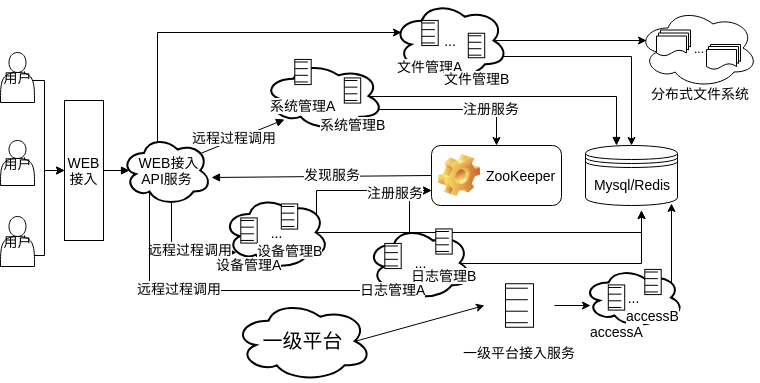 用户
用户
用户
WEB
接入
WEB接入
API服务
远程过程调用
系统管理A
系统管理B
...
文件管理A
文件管理B
...
分布式文件系统
注册服务
发现服务
ZooKeeper
Mysql/Redis
注册服务
...
设备管理B
设备管理A
远程过程调用
远程过程调用
...
日志管理B
日志管理A
一级平台
一级平台接入服务
...
accessB
accessA